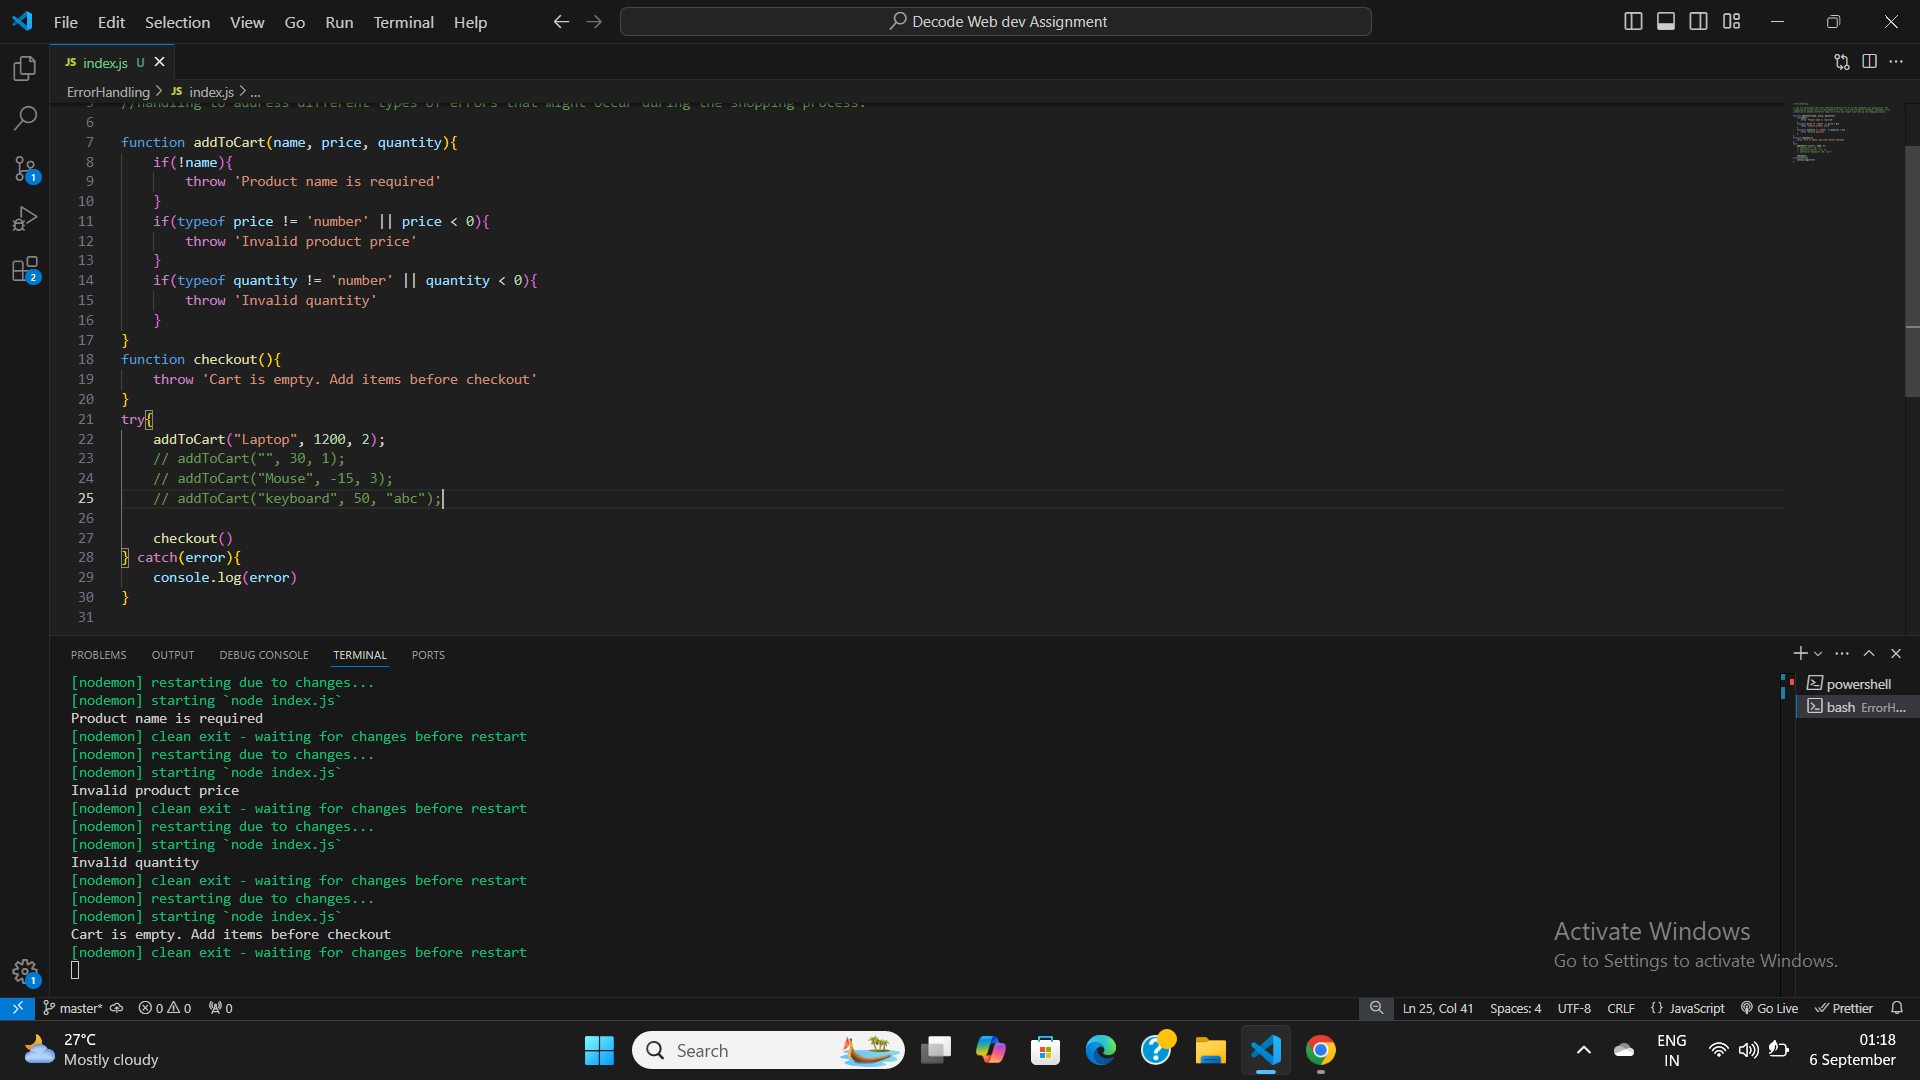 File Edit Selection View Go Run Terminal Help
Decode Web dev Assignment
JS index.js U
ErrorHandling > JS index.js > ...
5 //handling to address different types of errors that might occur during the shopping process.
6
7 function addToCart(name, price, quantity){
8 if(!name){
9 throw 'Product name is required'
10 }
11 if(typeof price != 'number' || price < 0){
12 throw 'Invalid product price'
13 }
14 if(typeof quantity != 'number' || quantity < 0){
15 throw 'Invalid quantity'
16 }
17 }
18 function checkout(){
19 throw 'Cart is empty. Add items before checkout'
20 }
21 try{
22 addToCart("Laptop", 1200, 2);
23 // addToCart("", 30, 1);
24 // addToCart("Mouse", -15, 3);
25 // addToCart("keyboard", 50, "abc");
26
27 checkout()
28 } catch(error){
29 console.log(error)
30 }
31
1
2
1
PROBLEMS OUTPUT DEBUG CONSOLE TERMINAL PORTS
[nodemon] restarting due to changes...
[nodemon] starting `node index.js`
Product name is required
[nodemon] clean exit - waiting for changes before restart
[nodemon] restarting due to changes...
[nodemon] starting `node index.js`
Invalid product price
[nodemon] clean exit - waiting for changes before restart
[nodemon] restarting due to changes...
[nodemon] starting `node index.js`
Invalid quantity
[nodemon] clean exit - waiting for changes before restart
[nodemon] restarting due to changes...
[nodemon] starting `node index.js`
Cart is empty. Add items before checkout
[nodemon] clean exit - waiting for changes before restart
powershell
bash ErrorH...
Activate Windows
Go to Settings to activate Windows.
master* 0 0 0 Ln 25, Col 41 Spaces: 4 UTF-8 CRLF {} JavaScript Go Live Prettier
27°C
Mostly cloudy
Search
ENG
IN
01:18
6 September